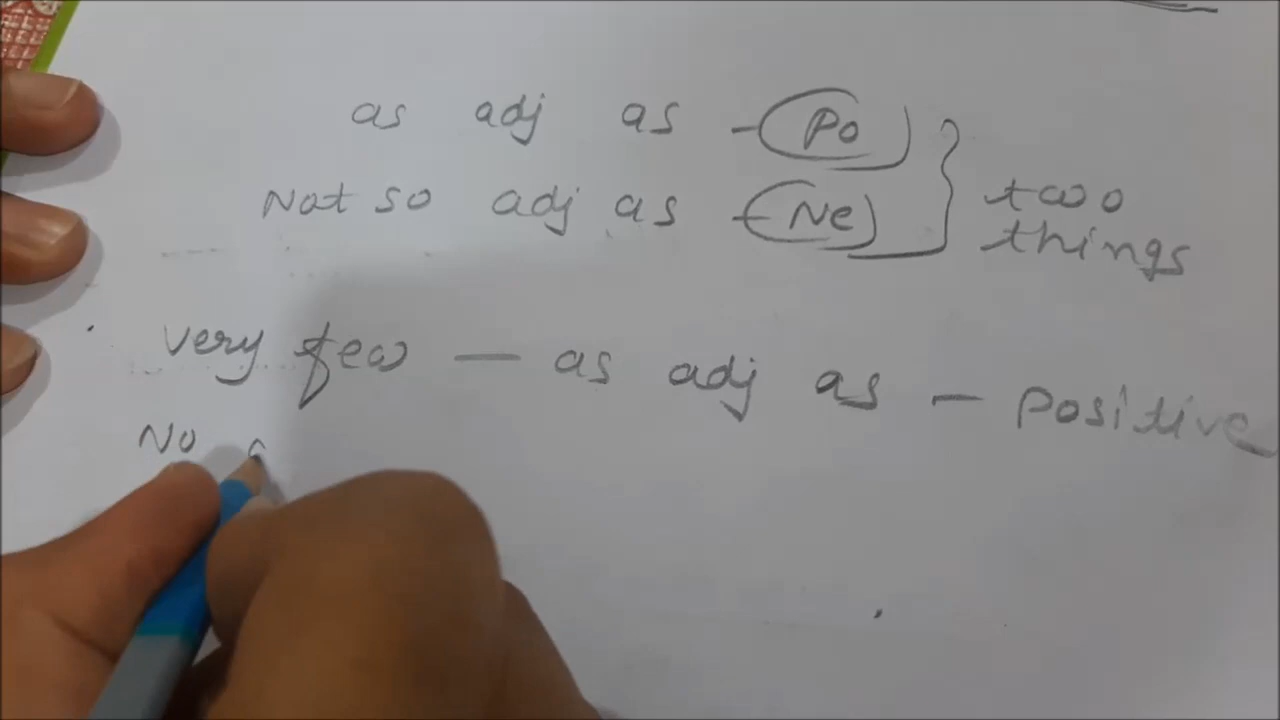 as adj as - Po
Not so adj as - Ne
two
things
very few — as adj as — Positive
No